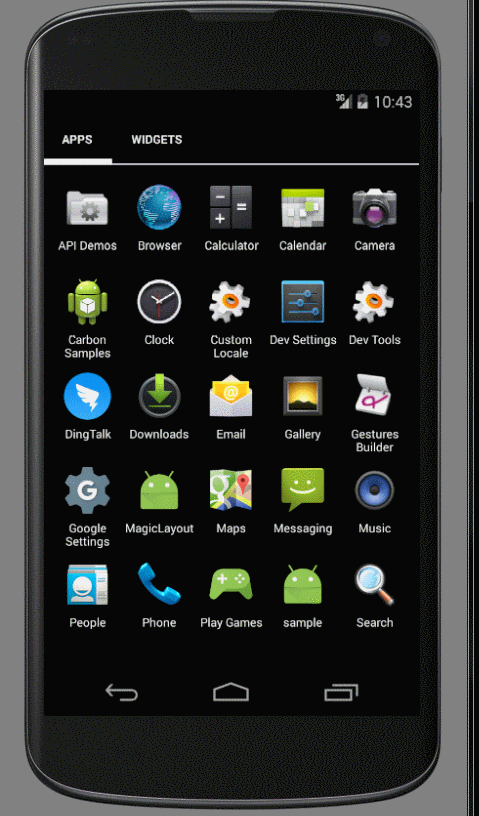 3G 10:43
APPS WIDGETS
API Demos Browser Calculator Calendar Camera
Carbon Samples Clock Custom Locale Dev Settings Dev Tools
DingTalk Downloads Email Gallery Gestures Builder
Google Settings MagicLayout Maps Messaging Music
People Phone Play Games sample Search